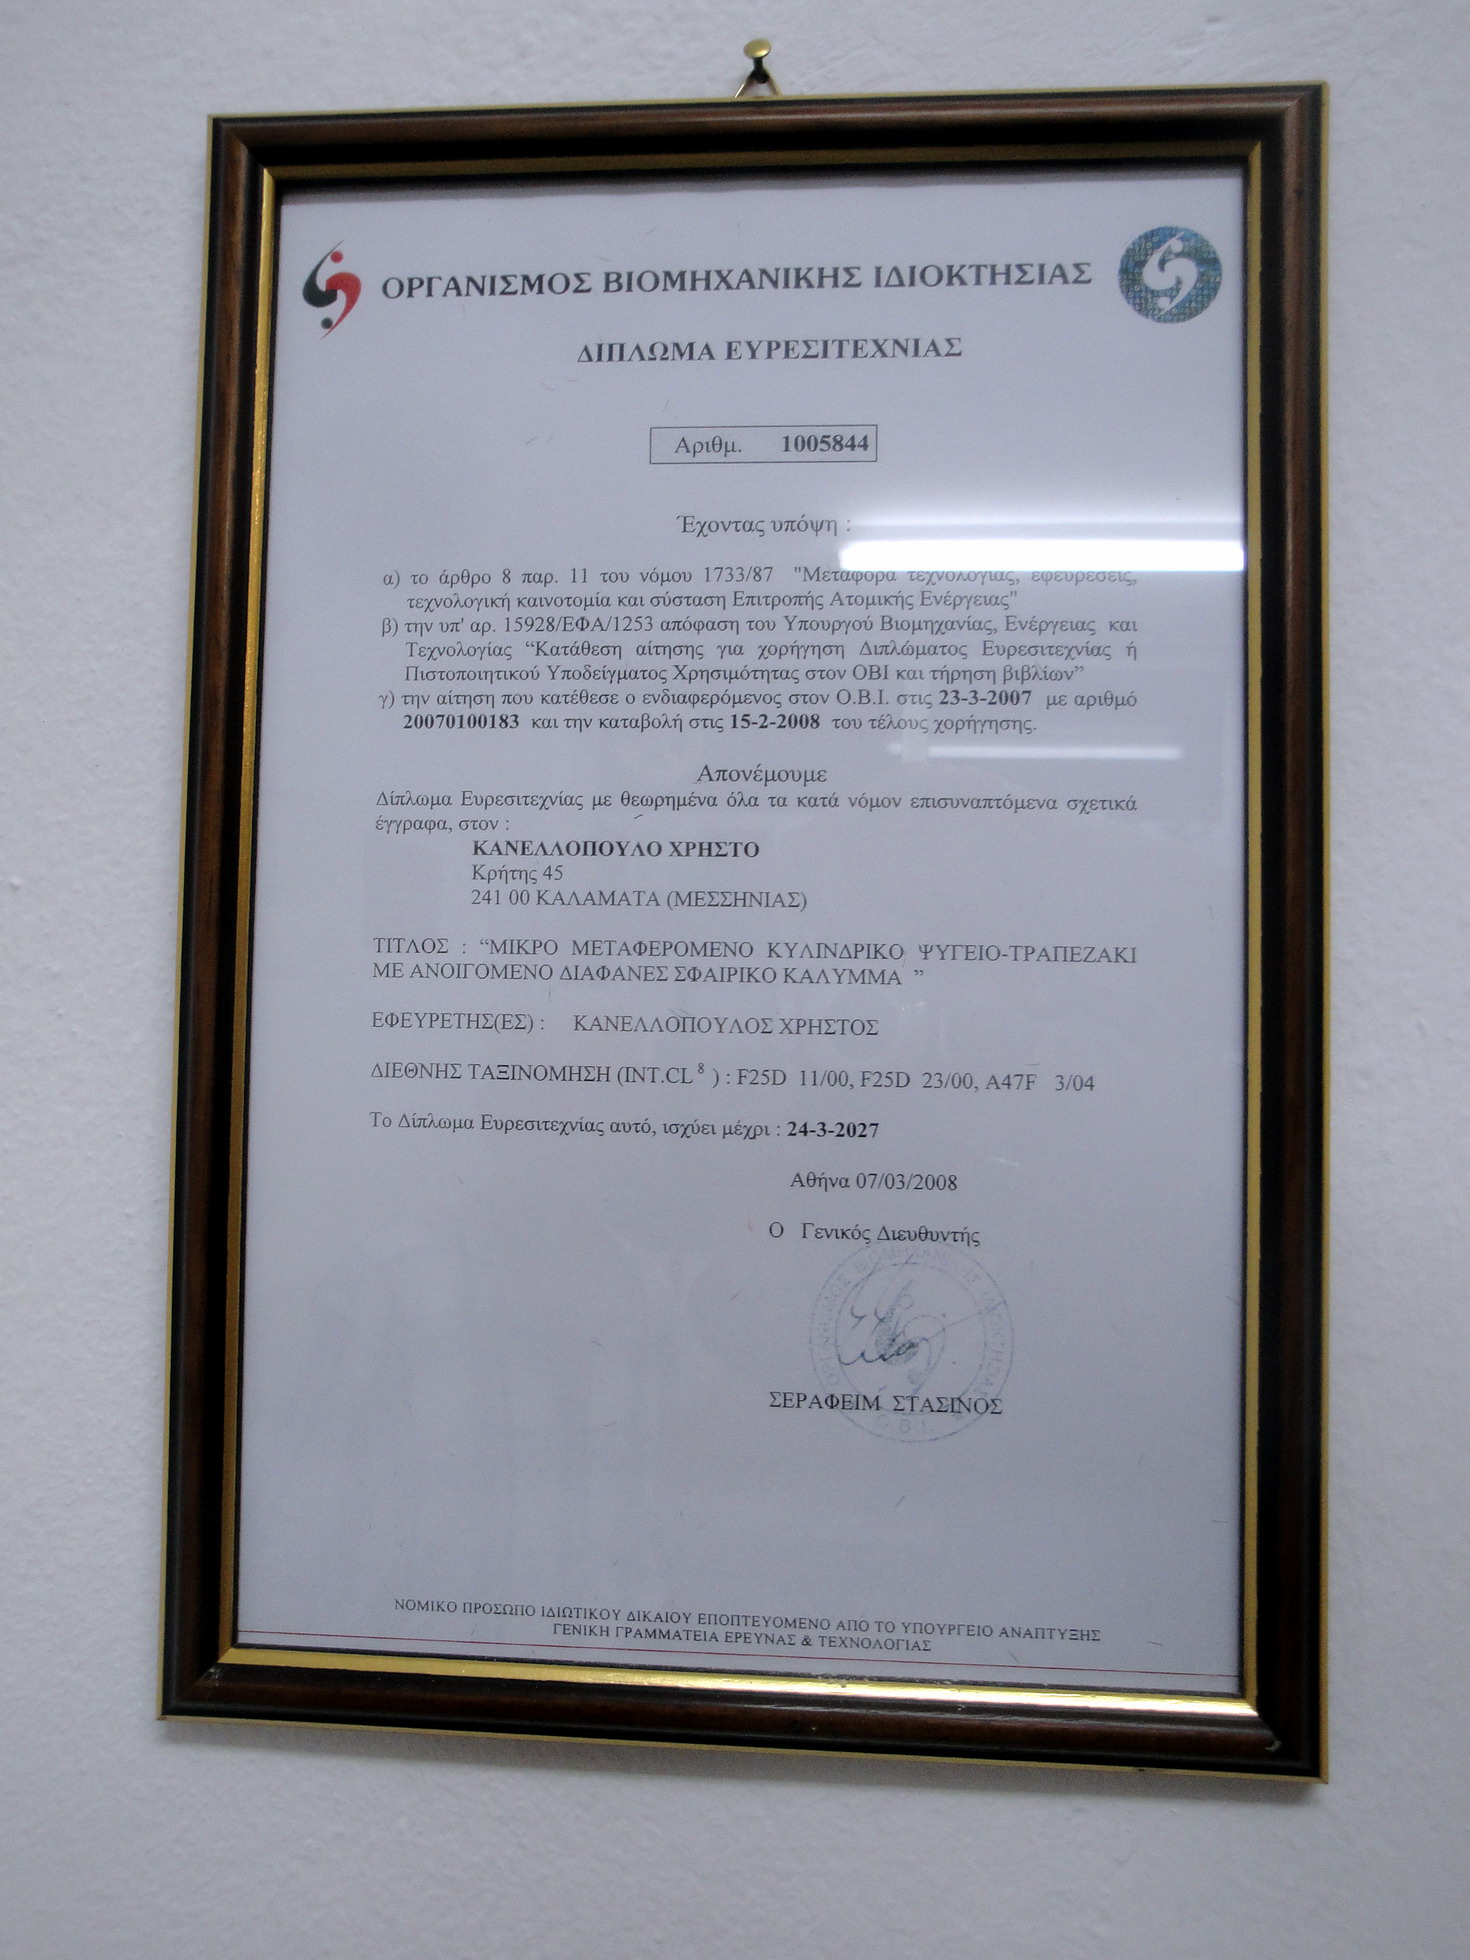 ΟΡΓΑΝΙΣΜΟΣ ΒΙΟΜΗΧΑΝΙΚΗΣ ΙΔΙΟΚΤΗΣΙΑΣ
ΔΙΠΛΩΜΑ ΕΥΡΕΣΙΤΕΧΝΙΑΣ
Αριθμ. 1005844
Έχοντας υπόψη :
α) το άρθρο 8 παρ. 11 του νόμου 1733/87 "Μεταφορά τεχνολογίας, εφευρέσεις,
τεχνολογική καινοτομία και σύσταση Επιτροπής Ατομικής Ενέργειας"
β) την υπ' αρ. 15928/ΕΦΑ/1253 απόφαση του Υπουργού Βιομηχανίας, Ενέργειας και
Τεχνολογίας “Κατάθεση αίτησης για χορήγηση Διπλώματος Ευρεσιτεχνίας ή
Πιστοποιητικού Υποδείγματος Χρησιμότητας στον ΟΒΙ και τήρηση βιβλίων”
γ) την αίτηση που κατέθεσε ο ενδιαφερόμενος στον Ο.Β.Ι. στις 23-3-2007 με αριθμό
20070100183 και την καταβολή στις 15-2-2008 του τέλους χορήγησης.
Απονέμουμε
Δίπλωμα Ευρεσιτεχνίας με θεωρημένα όλα τα κατά νόμον επισυναπτόμενα σχετικά
έγγραφα, στον :
ΚΑΝΕΛΛΟΠΟΥΛΟ ΧΡΗΣΤΟ
Κρήτης 45
241 00 ΚΑΛΑΜΑΤΑ (ΜΕΣΣΗΝΙΑΣ)
ΤΙΤΛΟΣ : “ΜΙΚΡΟ ΜΕΤΑΦΕΡΟΜΕΝΟ ΚΥΛΙΝΔΡΙΚΟ ΨΥΓΕΙΟ-ΤΡΑΠΕΖΑΚΙ
ΜΕ ΑΝΟΙΓΟΜΕΝΟ ΔΙΑΦΑΝΕΣ ΣΦΑΙΡΙΚΟ ΚΑΛΥΜΜΑ ”
ΕΦΕΥΡΕΤΗΣ(ΕΣ) : ΚΑΝΕΛΛΟΠΟΥΛΟΣ ΧΡΗΣΤΟΣ
ΔΙΕΘΝΗΣ ΤΑΞΙΝΟΜΗΣΗ (INT.CL⁸ ) : F25D 11/00, F25D 23/00, A47F 3/04
Το Δίπλωμα Ευρεσιτεχνίας αυτό, ισχύει μέχρι : 24-3-2027
Αθήνα 07/03/2008
Ο Γενικός Διευθυντής
ΟΡΓΑΝΙΣΜΟΣ ΒΙΟΜΗΧΑΝΙΚΗΣ ΙΔΙΟΚΤΗΣΙΑΣ
Ο.Β.Ι.
ΣΕΡΑΦΕΙΜ ΣΤΑΣΙΝΟΣ
ΝΟΜΙΚΟ ΠΡΟΣΩΠΟ ΙΔΙΩΤΙΚΟΥ ΔΙΚΑΙΟΥ ΕΠΟΠΤΕΥΟΜΕΝΟ ΑΠΟ ΤΟ ΥΠΟΥΡΓΕΙΟ ΑΝΑΠΤΥΞΗΣ
ΓΕΝΙΚΗ ΓΡΑΜΜΑΤΕΙΑ ΕΡΕΥΝΑΣ & ΤΕΧΝΟΛΟΓΙΑΣ